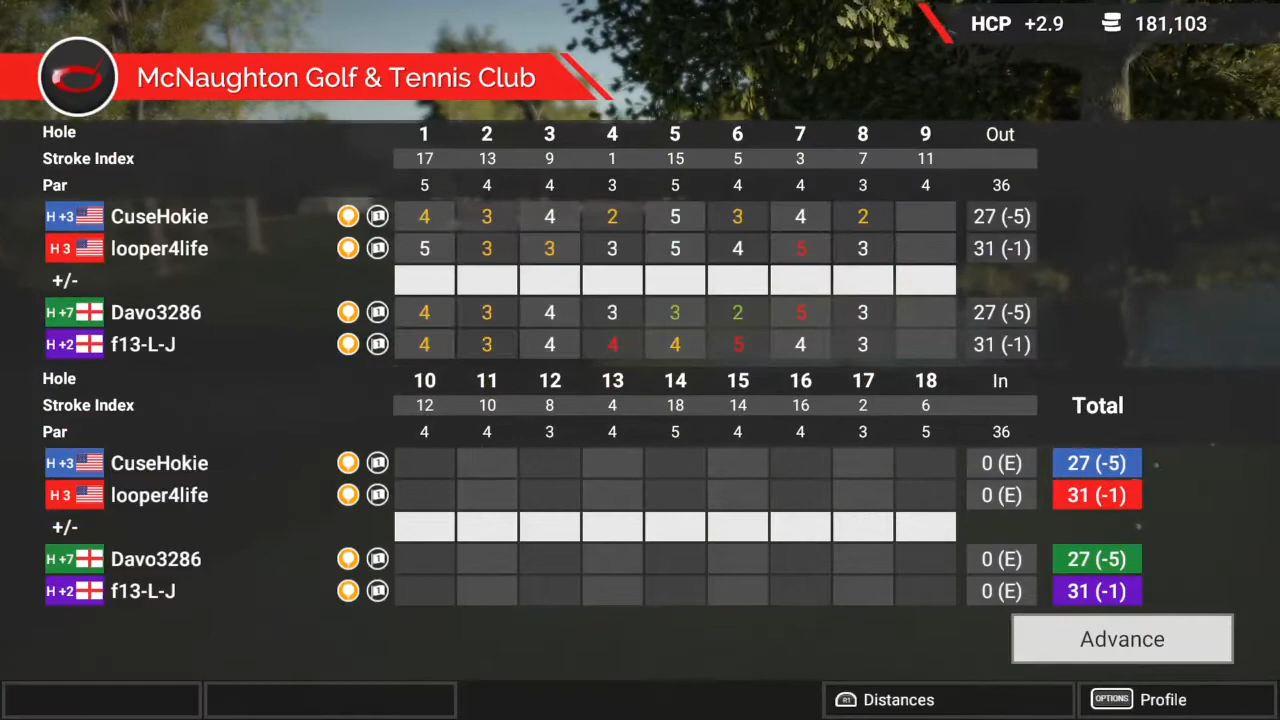 HCP +2.9 181,103
McNaughton Golf & Tennis Club
Hole 1 2 3 4 5 6 7 8 9 Out
Stroke Index 17 13 9 1 15 5 3 7 11
Par 5 4 4 3 5 4 4 3 4 36
H +3 CuseHokie 4 3 4 2 5 3 4 2 27 (-5)
H 3 looper4life 5 3 3 3 5 4 5 3 31 (-1)
+/-
H +7 Davo3286 4 3 4 3 3 2 5 3 27 (-5)
H +2 f13-L-J 4 3 4 4 4 5 4 3 31 (-1)
Hole 10 11 12 13 14 15 16 17 18 In
Stroke Index 12 10 8 4 18 14 16 2 6 Total
Par 4 4 3 4 5 4 4 3 5 36
H +3 CuseHokie 0 (E) 27 (-5)
H 3 looper4life 0 (E) 31 (-1)
+/-
H +7 Davo3286 0 (E) 27 (-5)
H +2 f13-L-J 0 (E) 31 (-1)
Advance
R1 Distances OPTIONS Profile